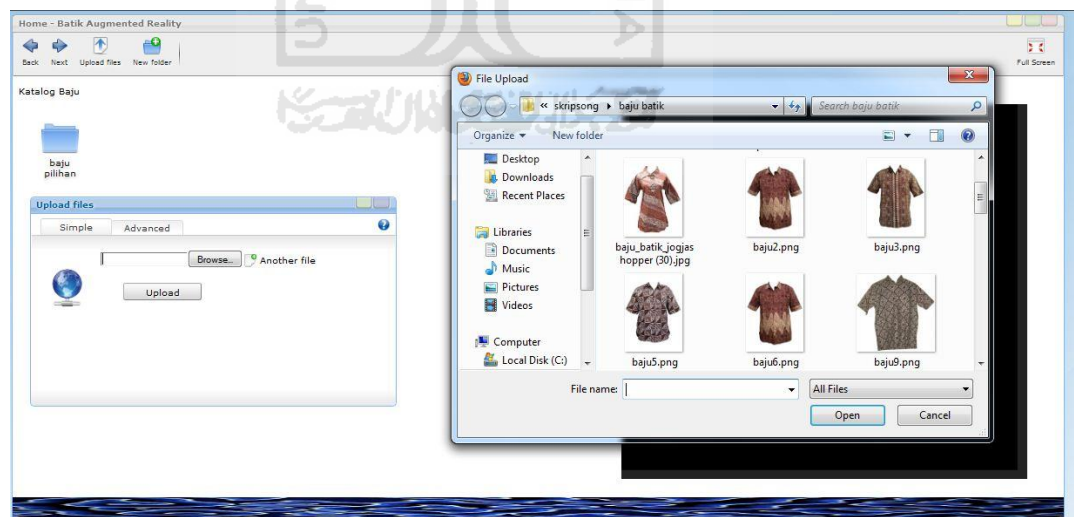 Home - Batik Augmented Reality
Back Next Upload files New folder
Full Screen
Katalog Baju
baju
pilihan
Upload files
Simple Advanced
Browse... Another file
Upload
File Upload
« skripsong baju batik
Search baju batik
Organize New folder
Desktop
Downloads
Recent Places
Libraries
Documents
Music
Pictures
Videos
Computer
Local Disk (C:)
baju_batik_jogjas
hopper (30).jpg
baju2.png
baju3.png
baju5.png
baju6.png
baju9.png
File name:
All Files
Open Cancel